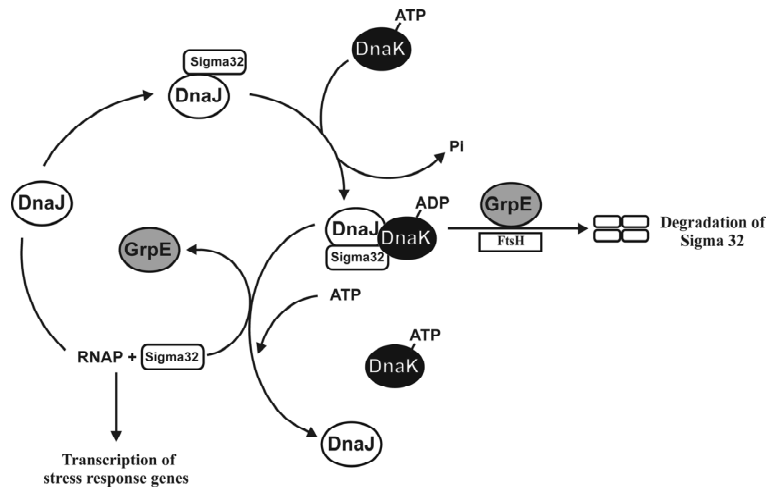 ATP
DnaK
Sigma32
DnaJ
PI
DnaJ
ADP
GrpE
DnaJ
DnaK
Sigma32
FtsH
Degradation of
Sigma 32
GrpE
ATP
ATP
DnaK
RNAP + Sigma32
DnaJ
Transcription of
stress response genes